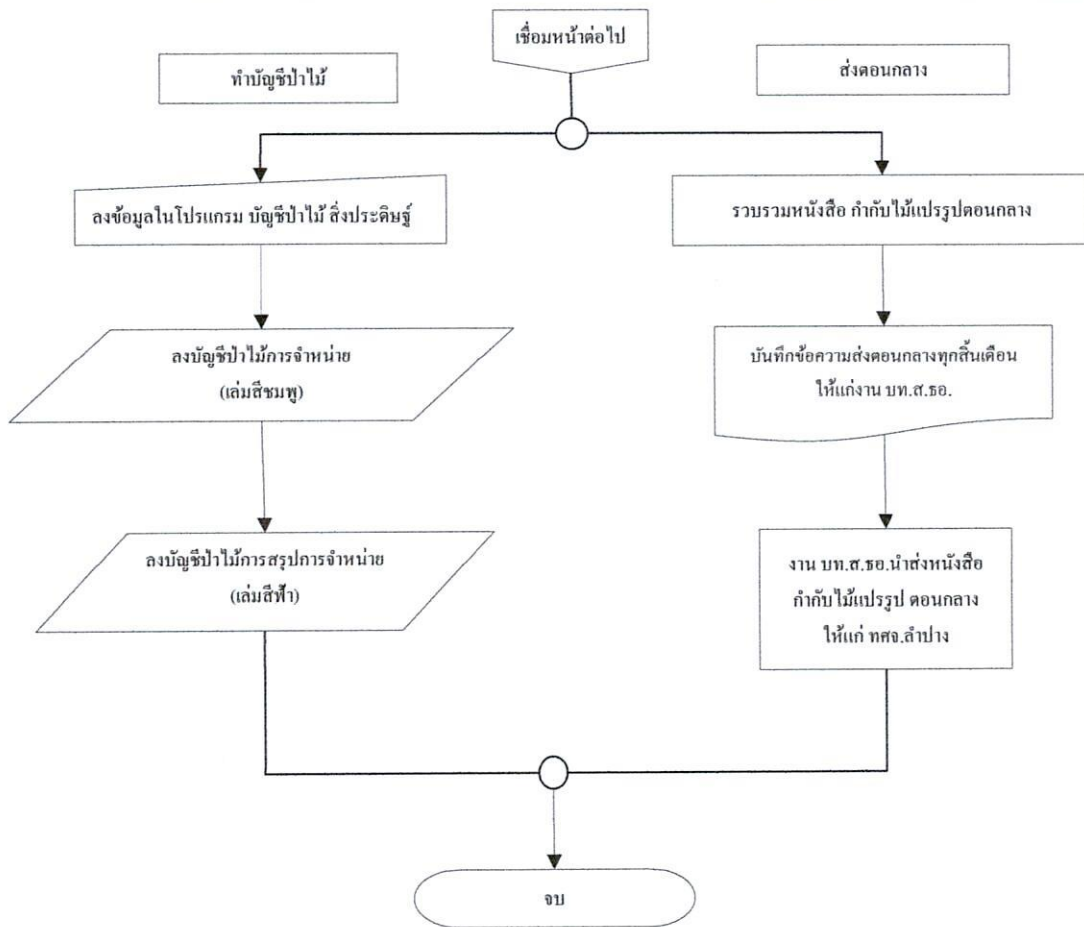 เชื่อมหน้าต่อไป
ทำบัญชีป่าไม้
ส่งตอนกลาง
ลงข้อมูลในโปรแกรม บัญชีป่าไม้ สิ่งประดิษฐ์
รวบรวมหนังสือ กำกับไม้แปรรูปตอนกลาง
ลงบัญชีป่าไม้การจำหน่าย
(เล่มสีชมพู)
บันทึกข้อความส่งตอนกลางทุกสิ้นเดือน
ให้แก่งาน บท.ส.ธอ.
ลงบัญชีป่าไม้การสรุปการจำหน่าย
(เล่มสีฟ้า)
งาน บท.ส.ธอ.นำส่งหนังสือ
กำกับไม้แปรรูป ตอนกลาง
ให้แก่ ทศจ.ลำปาง
จบ